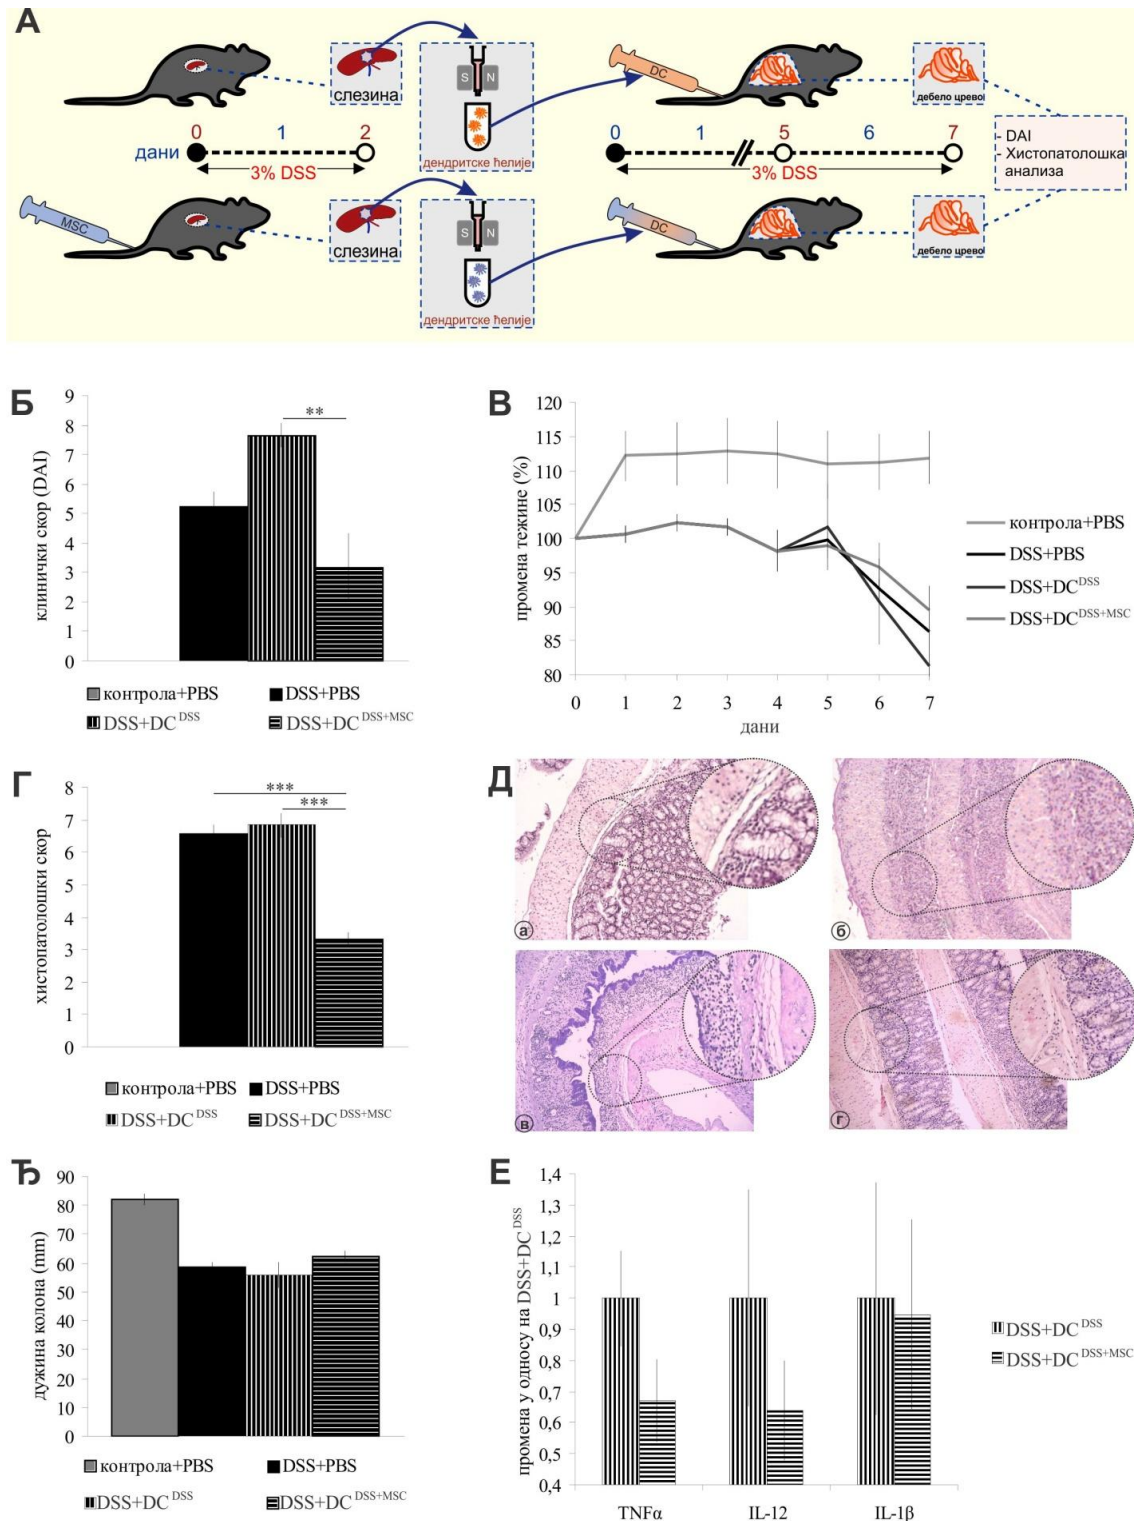 А
слезина
S N
дендритске ћелије
DC
дебело црево
дани
0 1 2
3% DSS
0 1 5 6 7
3% DSS
- DAI
- Хистопатолошка
анализа
MSC
слезина
S N
дендритске ћелије
DC
дебело црево
Б
клинички скор (DAI)
9
8
7
6
5
4
3
2
1
0
**
контрола+PBS DSS+PBS
DSS+DC^DSS DSS+DC^DSS+MSC
В
промена тежине (%)
120
115
110
105
100
95
90
85
80
0 1 2 3 4 5 6 7
дани
контрола+PBS
DSS+PBS
DSS+DC^DSS
DSS+DC^DSS+MSC
Г
хистопатолошки скор
8
7
6
5
4
3
2
1
0
***
***
контрола+PBS DSS+PBS
DSS+DC^DSS DSS+DC^DSS+MSC
Д
а
б
в
г
Ђ
дужина колона (mm)
90
80
70
60
50
40
30
20
10
0
контрола+PBS DSS+PBS
DSS+DC^DSS DSS+DC^DSS+MSC
Е
промена у односу на DSS+DC^DSS
1,4
1,3
1,2
1,1
1
0,9
0,8
0,7
0,6
0,5
0,4
TNFα IL-12 IL-1β
DSS+DC^DSS
DSS+DC^DSS+MSC